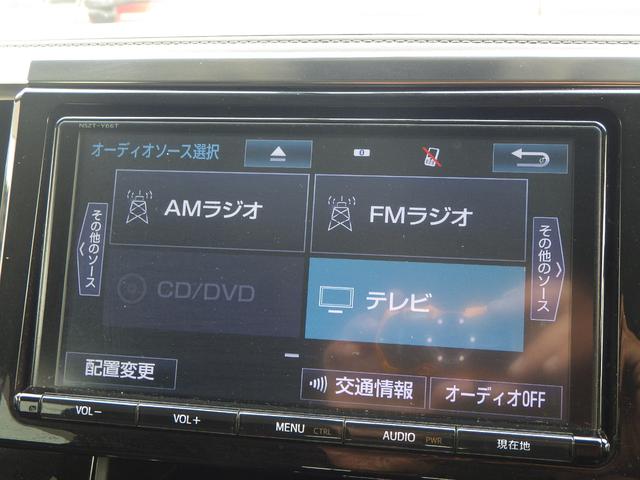 NSZT-Y66T
オーディオソース選択
AMラジオ
FMラジオ
その他のソース
その他のソース
CD/DVD
テレビ
配置変更
交通情報
オーディオOFF
VOL−
VOL+
MENU CTRL
AUDIO PWR
現在地